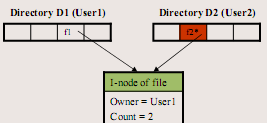 Directory D1 (User1) Directory D2 (User2)
f1 f2*
I-node of file
Owner = User1
Count = 2